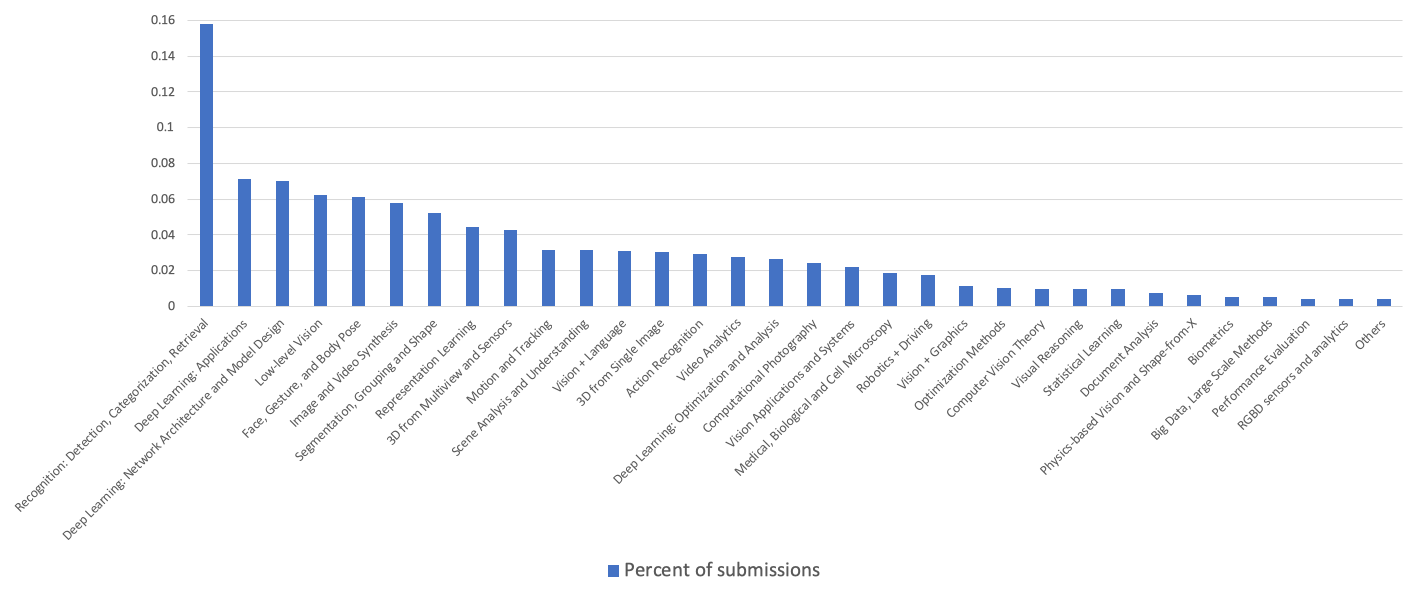 0.16
0.14
0.12
0.1
0.08
0.06
0.04
0.02
0
Recognition: Detection, Categorization, Retrieval
Deep Learning: Applications
Deep Learning: Network Architecture and Model Design
Low-level Vision
Face, Gesture, and Body Pose
Image and Video Synthesis
Segmentation, Grouping and Shape
Representation Learning
3D from Multiview and Sensors
Motion and Tracking
Scene Analysis and Understanding
Vision + Language
3D from Single Image
Action Recognition
Video Analytics
Deep Learning: Optimization and Analysis
Computational Photography
Vision Applications and Systems
Medical, Biological and Cell Microscopy
Robotics + Driving
Vision + Graphics
Optimization Methods
Computer Vision Theory
Visual Reasoning
Statistical Learning
Document Analysis
Physics-based Vision and Shape-from-X
Biometrics
Big Data, Large Scale Methods
Performance Evaluation
RGBD sensors and analytics
Others
Percent of submissions